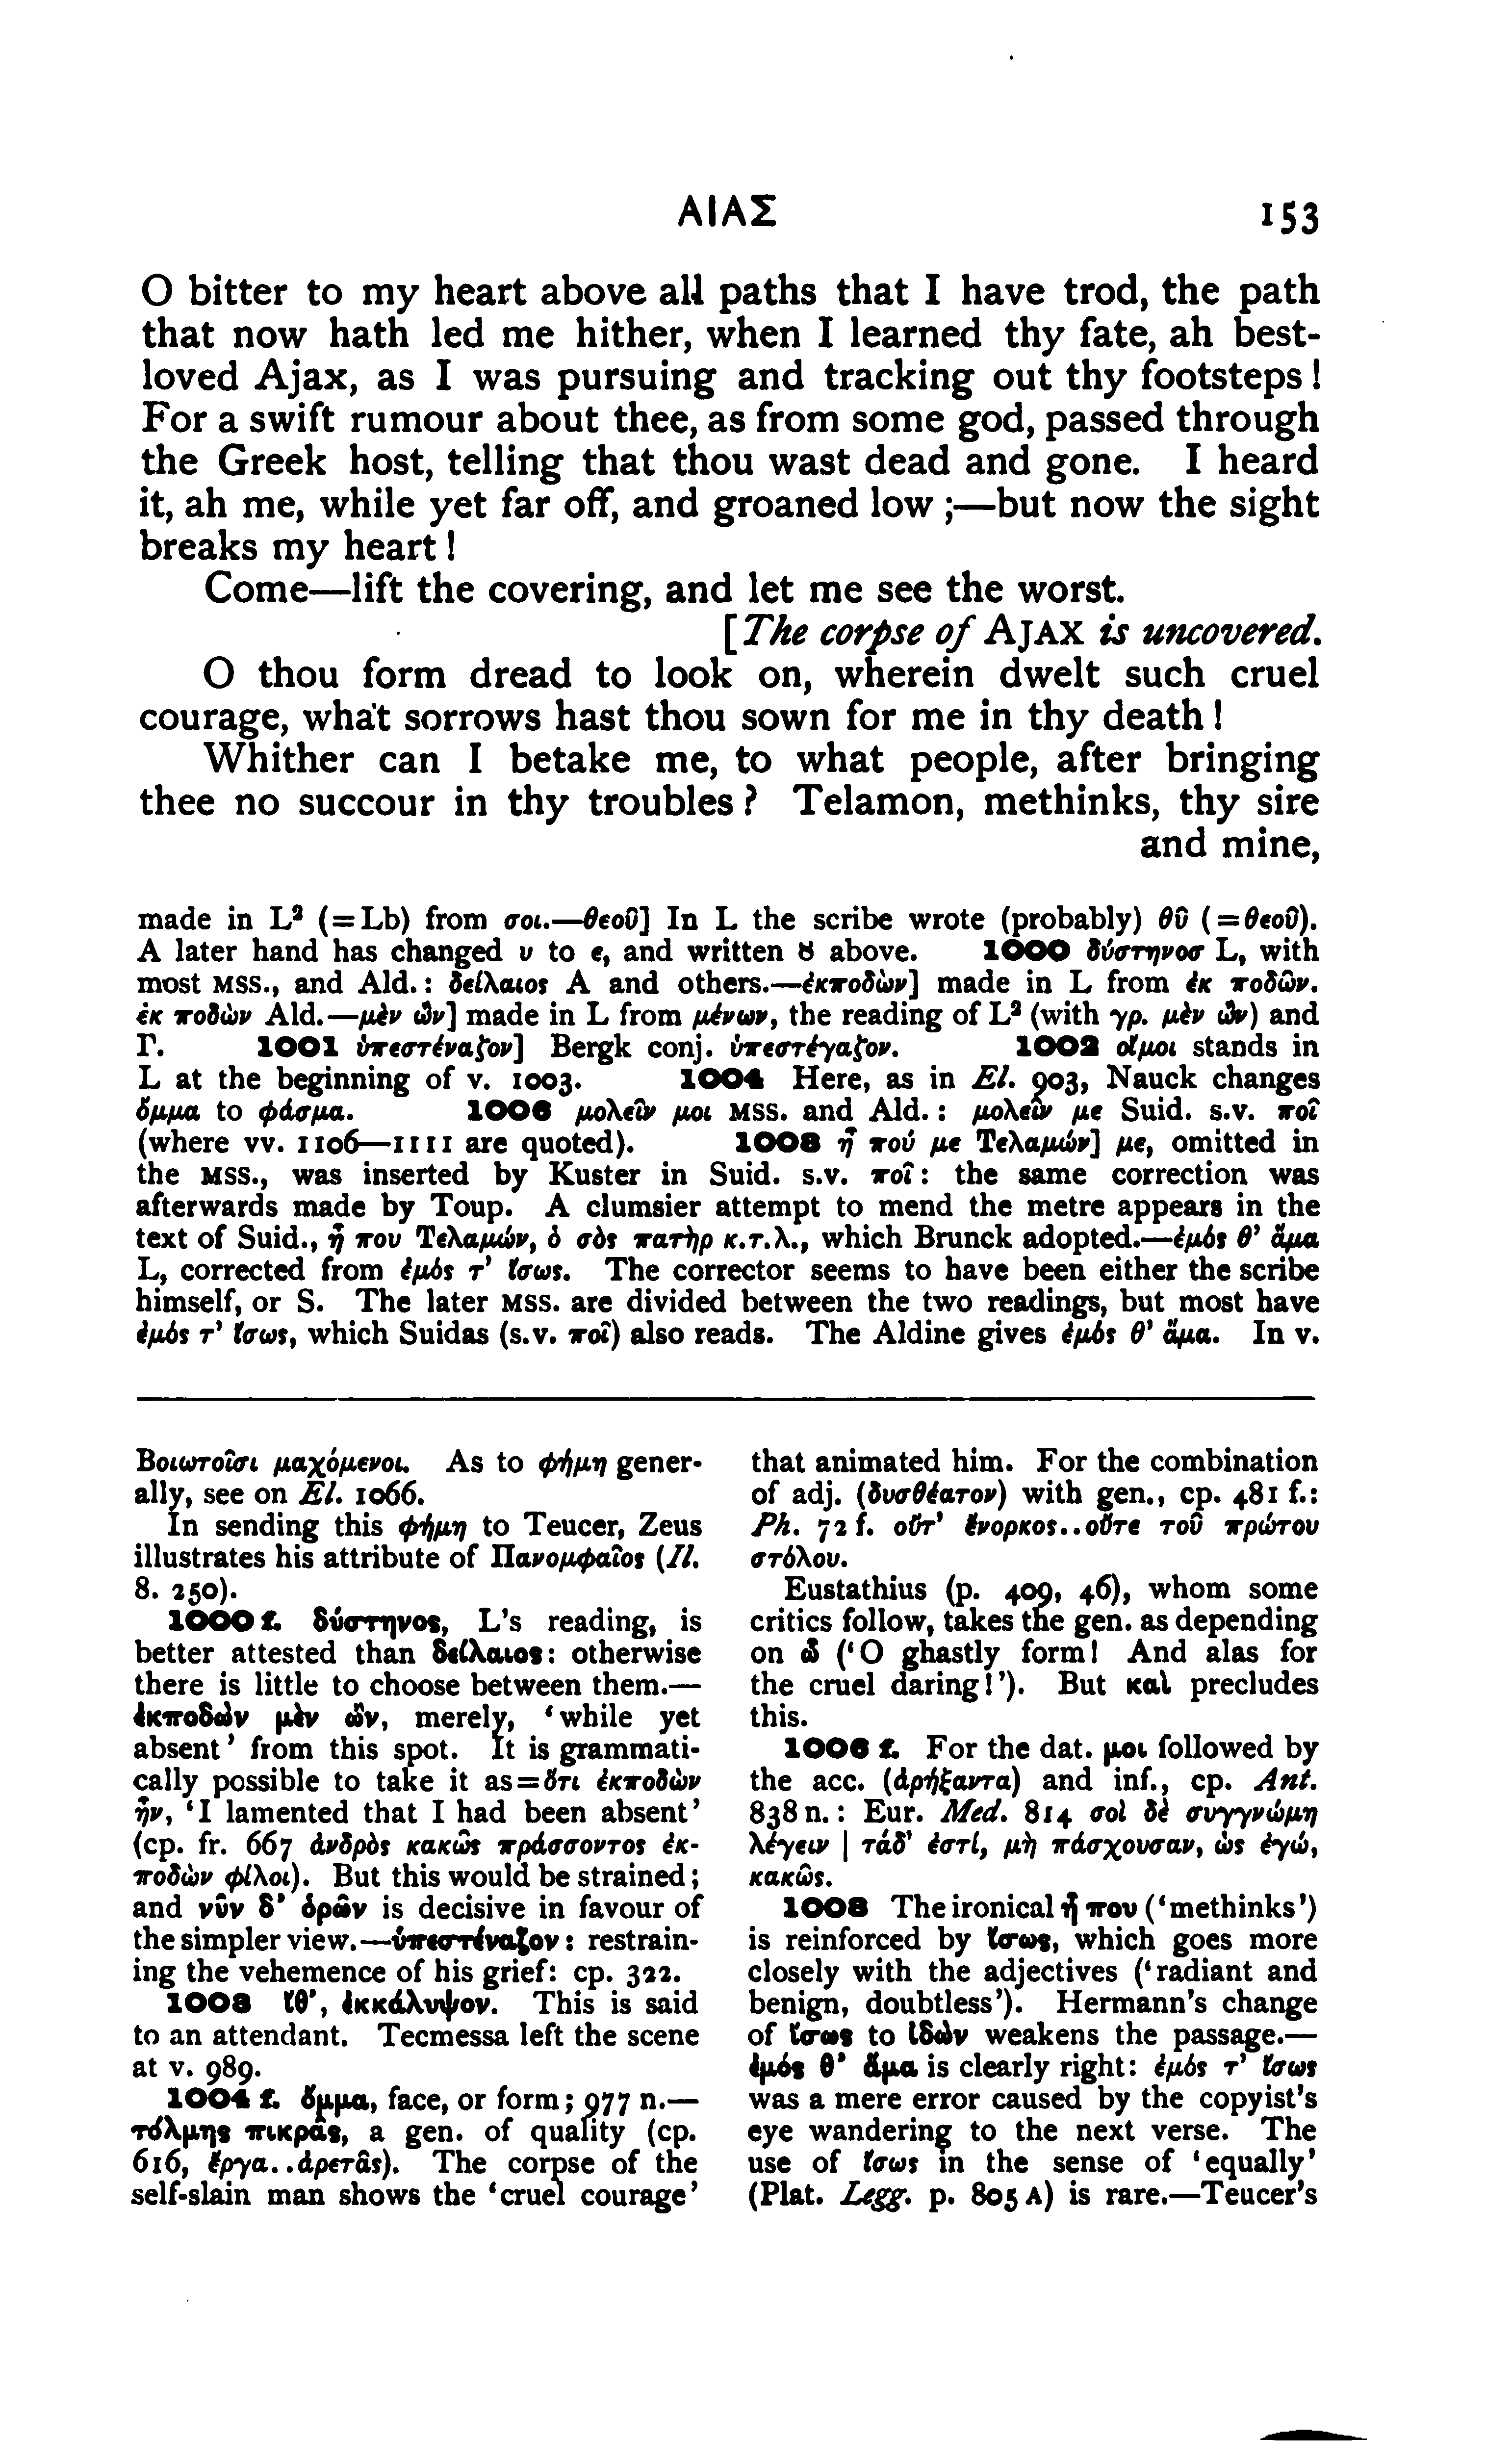 ΑΙΑΣ 153
O bitter to my heart above all paths that I have trod, the path
that now hath led me hither, when I learned thy fate, ah best-
loved Ajax, as I was pursuing and tracking out thy footsteps!
For a swift rumour about thee, as from some god, passed through
the Greek host, telling that thou wast dead and gone. I heard
it, ah me, while yet far off, and groaned low;—but now the sight
breaks my heart!
Come—lift the covering, and let me see the worst.
[The corpse of AJAX is uncovered.
O thou form dread to look on, wherein dwelt such cruel
courage, what sorrows hast thou sown for me in thy death!
Whither can I betake me, to what people, after bringing
thee no succour in thy troubles? Telamon, methinks, thy sire
and mine,
made in L² (=Lb) from σοι.—θεοῦ] In L the scribe wrote (probably) θῦ (=θεοῦ).
A later hand has changed υ to ε, and written ȣ above. 1000 δύστηνοσ L, with
most MSS., and Ald.: δείλαιος A and others.—ἐκποδὼν] made in L from ἐκ ποδῶν.
ἐκ ποδὼν Ald.—μὲν ὢν] made in L from μένων, the reading of L² (with γρ. μὲν ὢν) and
Γ. 1001 ὑπεστέναζον] Bergk conj. ὑπεστέγαζον. 1002 οἴμοι stands in
L at the beginning of v. 1003. 1004 Here, as in El. 903, Nauck changes
ὄμμα to φάσμα. 1006 μολεῖν μοι MSS. and Ald.: μολεῖν με Suid. s.v. ποῖ
(where vv. 1106—1111 are quoted). 1008 ἦ πού με Τελαμών] με, omitted in
the MSS., was inserted by Kuster in Suid. s.v. ποῖ: the same correction was
afterwards made by Toup. A clumsier attempt to mend the metre appears in the
text of Suid., ἦ που Τελαμών, ὁ σὸς πατὴρ κ.τ.λ., which Brunck adopted.—ἐμός θ’ ἅμα
L, corrected from ἐμός τ’ ἴσως. The corrector seems to have been either the scribe
himself, or S. The later MSS. are divided between the two readings, but most have
ἐμός τ’ ἴσως, which Suidas (s.v. ποῖ) also reads. The Aldine gives ἐμός θ’ ἅμα. In v.
Βοιωτοῖσι μαχόμενοι. As to φήμη gener-
ally, see on El. 1066.
In sending this φήμη to Teucer, Zeus
illustrates his attribute of Πανομφαῖος (Il.
8. 250).
1000 f. δύστηνος, L's reading, is
better attested than δείλαιος: otherwise
there is little to choose between them.—
ἐκποδὼν μὲν ὢν, merely, ‘while yet
absent’ from this spot. It is grammati-
cally possible to take it as=ὅτι ἐκποδὼν
ἦν, ‘I lamented that I had been absent’
(cp. fr. 667 ἀνδρὸς κακῶς πράσσοντος ἐκ-
ποδὼν φίλοι). But this would be strained;
and νῦν δ’ ὁρῶν is decisive in favour of
the simpler view.—ὑπεστέναζον: restrain-
ing the vehemence of his grief: cp. 322.
1003 ἴθ’, ἐκκάλυψον. This is said
to an attendant. Tecmessa left the scene
at v. 989.
1004 f. ὄμμα, face, or form; 977 n.—
τόλμης πικρᾶς, a gen. of quality (cp.
616, ἔργα..ἀρετᾶς). The corpse of the
self-slain man shows the ‘cruel courage’
that animated him. For the combination
of adj. (δυσθέατον) with gen., cp. 481 f.:
Ph. 72 f. οὔτ’ ἔνορκος..οὔτε τοῦ πρώτου
στόλου.
Eustathius (p. 409, 46), whom some
critics follow, takes the gen. as depending
on ὦ (‘O ghastly form! And alas for
the cruel daring!’). But καὶ precludes
this.
1006 f. For the dat. μοι followed by
the acc. (ἀρήξαντα) and inf., cp. Ant.
838 n.: Eur. Med. 814 σοὶ δὲ συγγνώμη
λέγειν | τάδ’ ἐστί, μὴ πάσχουσαν, ὡς ἐγώ,
κακῶς.
1008 The ironical ἦ που (‘methinks’)
is reinforced by ἴσως, which goes more
closely with the adjectives (‘radiant and
benign, doubtless’). Hermann's change
of ἴσως to ἰδὼν weakens the passage.—
ἐμός θ’ ἅμα is clearly right: ἐμός τ’ ἴσως
was a mere error caused by the copyist's
eye wandering to the next verse. The
use of ἴσως in the sense of ‘equally’
(Plat. Legg. p. 805 A) is rare.—Teucer's